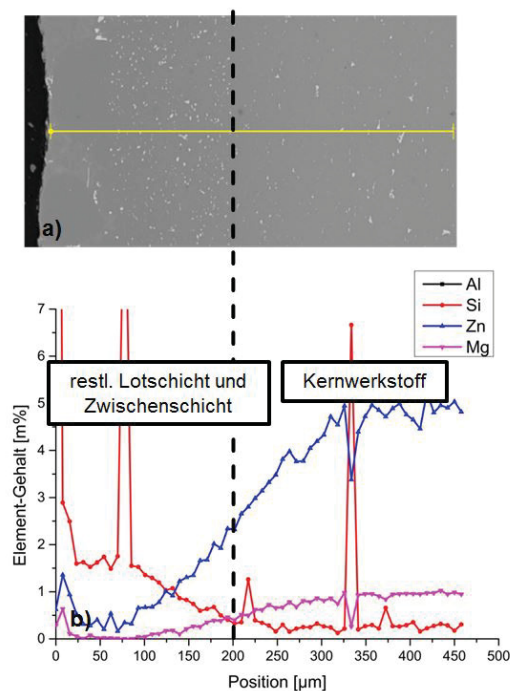 a)
Al
Si
Zn
Mg
7
6
5
4
3
2
1
0
restl. Lotschicht und
Zwischenschicht
Kernwerkstoff
Element-Gehalt [m%]
b)
0 50 100 150 200 250 300 350 400 450 500
Position [µm]